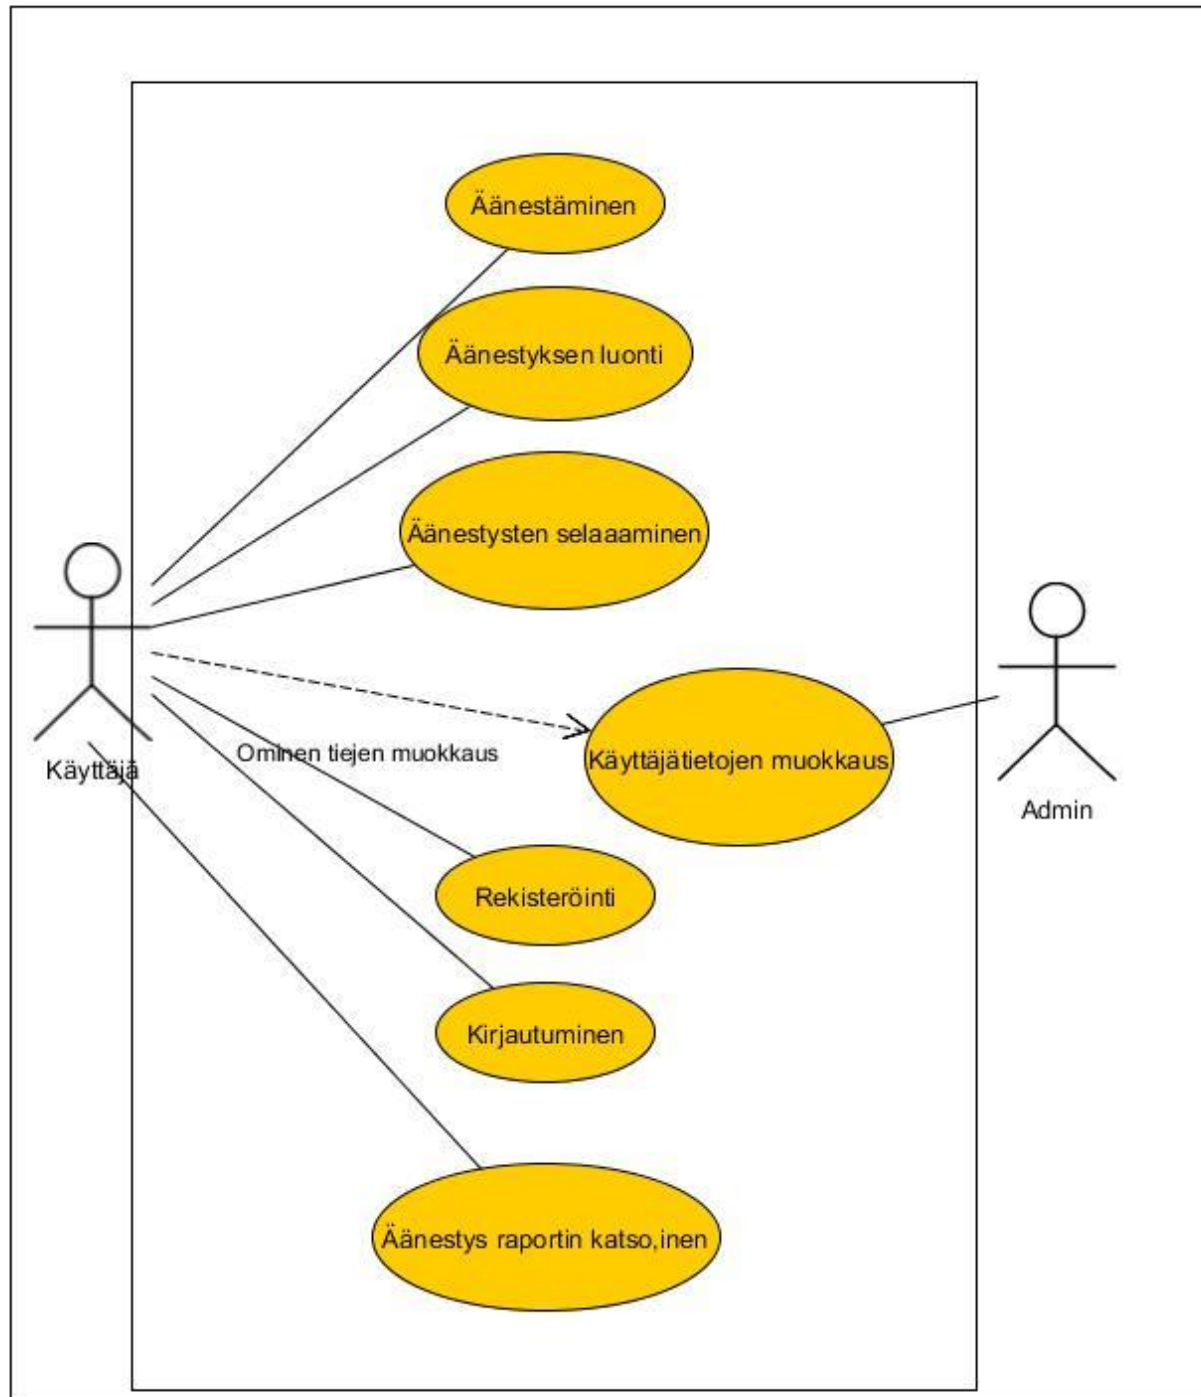 Äänestäminen
Äänestyksen luonti
Äänestysten selaaaminen
Käyttäjä
Ominen tiejen muokkaus
Käyttäjätietojen muokkaus
Admin
Rekisteröinti
Kirjautuminen
Äänestys raportin katso,inen